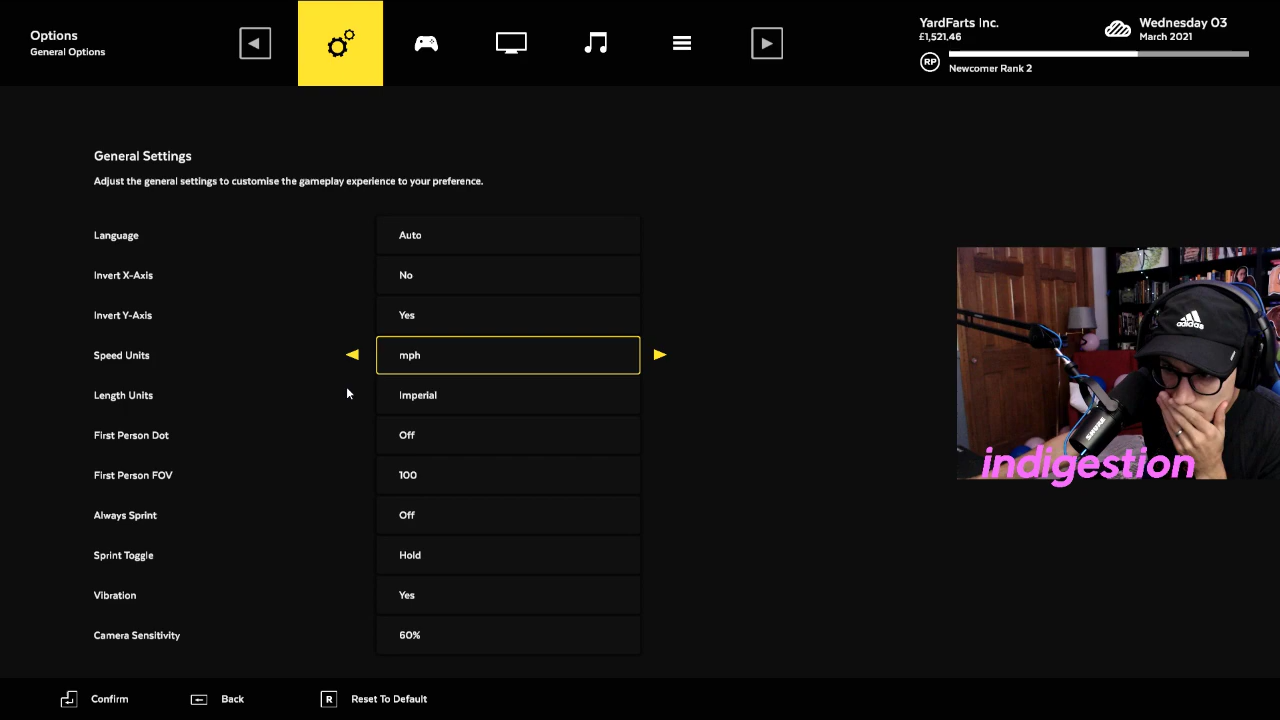 Options
General Options
YardFarts Inc.
£1,521.46
Wednesday 03
March 2021
RP
Newcomer Rank 2
General Settings
Adjust the general settings to customise the gameplay experience to your preference.
Language Auto
Invert X-Axis No
Invert Y-Axis Yes
Speed Units mph
Length Units Imperial
First Person Dot Off
First Person FOV 100
Always Sprint Off
Sprint Toggle Hold
Vibration Yes
Camera Sensitivity 60%
adidas
SHURE
indigestion
Confirm
Back
R Reset To Default